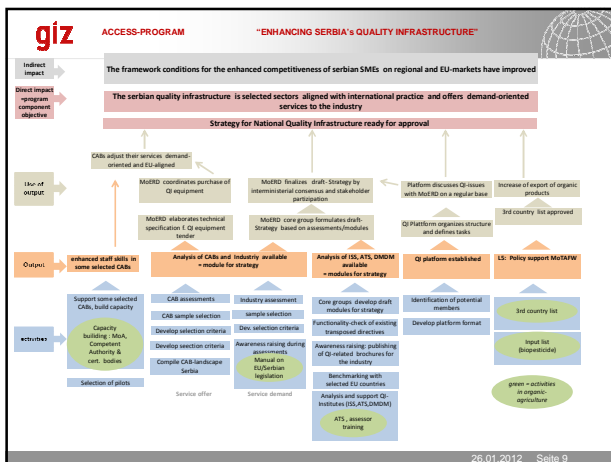 giz
ACCESS-PROGRAM
"ENHANCING SERBIA's QUALITY INFRASTRUCTURE"
Indirect
impact
The framework conditions for the enhanced competitiveness of serbian SMEs on regional and EU-markets have improved
Direct impact
=program
component
objective
The serbian quality infrastructure is selected sectors aligned with international practice and offers demand-oriented
services to the industry
Strategy for National Quality Infrastructure ready for approval
Use of
output
CABs adjust their services demand-
oriented and EU-aligned
MoERD coordinates purchase of
QI equipment
MoERD elaborates technical
specification f. QI equipment
tender
MoERD finalizes draft- Strategy by
interministerial consensus and stakeholder
participation
MoERD core group formulates draft-
Strategy based on assessments/modules
Platform discusses QI-issues
with MoERD on a regular base
QI Platform organizes structure
and defines tasks
Increase of export of organic
products
3rd country list approved
Output
enhanced staff skills in
some selected CABs
Analysis of CABs and Industry available
= module for strategy
Analysis of ISS, ATS, DMDM
available
= modules for strategy
QI platform established
LS: Policy support MoTAFW
activities
Support some selected
CABs, build capacity
Capacity
building : MoA,
Competent
Authority &
cert. bodies
Selection of pilots
CAB assessments
CAB sample selection
Develop selection criteria
Develop selection criteria
Compile CAB-landscape
Serbia
Service offer
Industry assessment
sample selection
Dev. selection criteria
Awareness raising during
assessments
Manual on
EU/Serbian
legislation
Service demand
Core groups develop draft
modules for strategy
Functionality-check of existing
transposed directives
Awareness raising: publishing
of QI-related brochures for
the industry
Benchmarking with
selected EU countries
Analysis and support QI-
Institutes (ISS,ATS,DMDM)
ATS , assessor
training
Identification of potential
members
Develop platform format
3rd country list
Input list
(biopesticide)
green = activities
in organic-
agriculture
26.01.2012 Seite 9